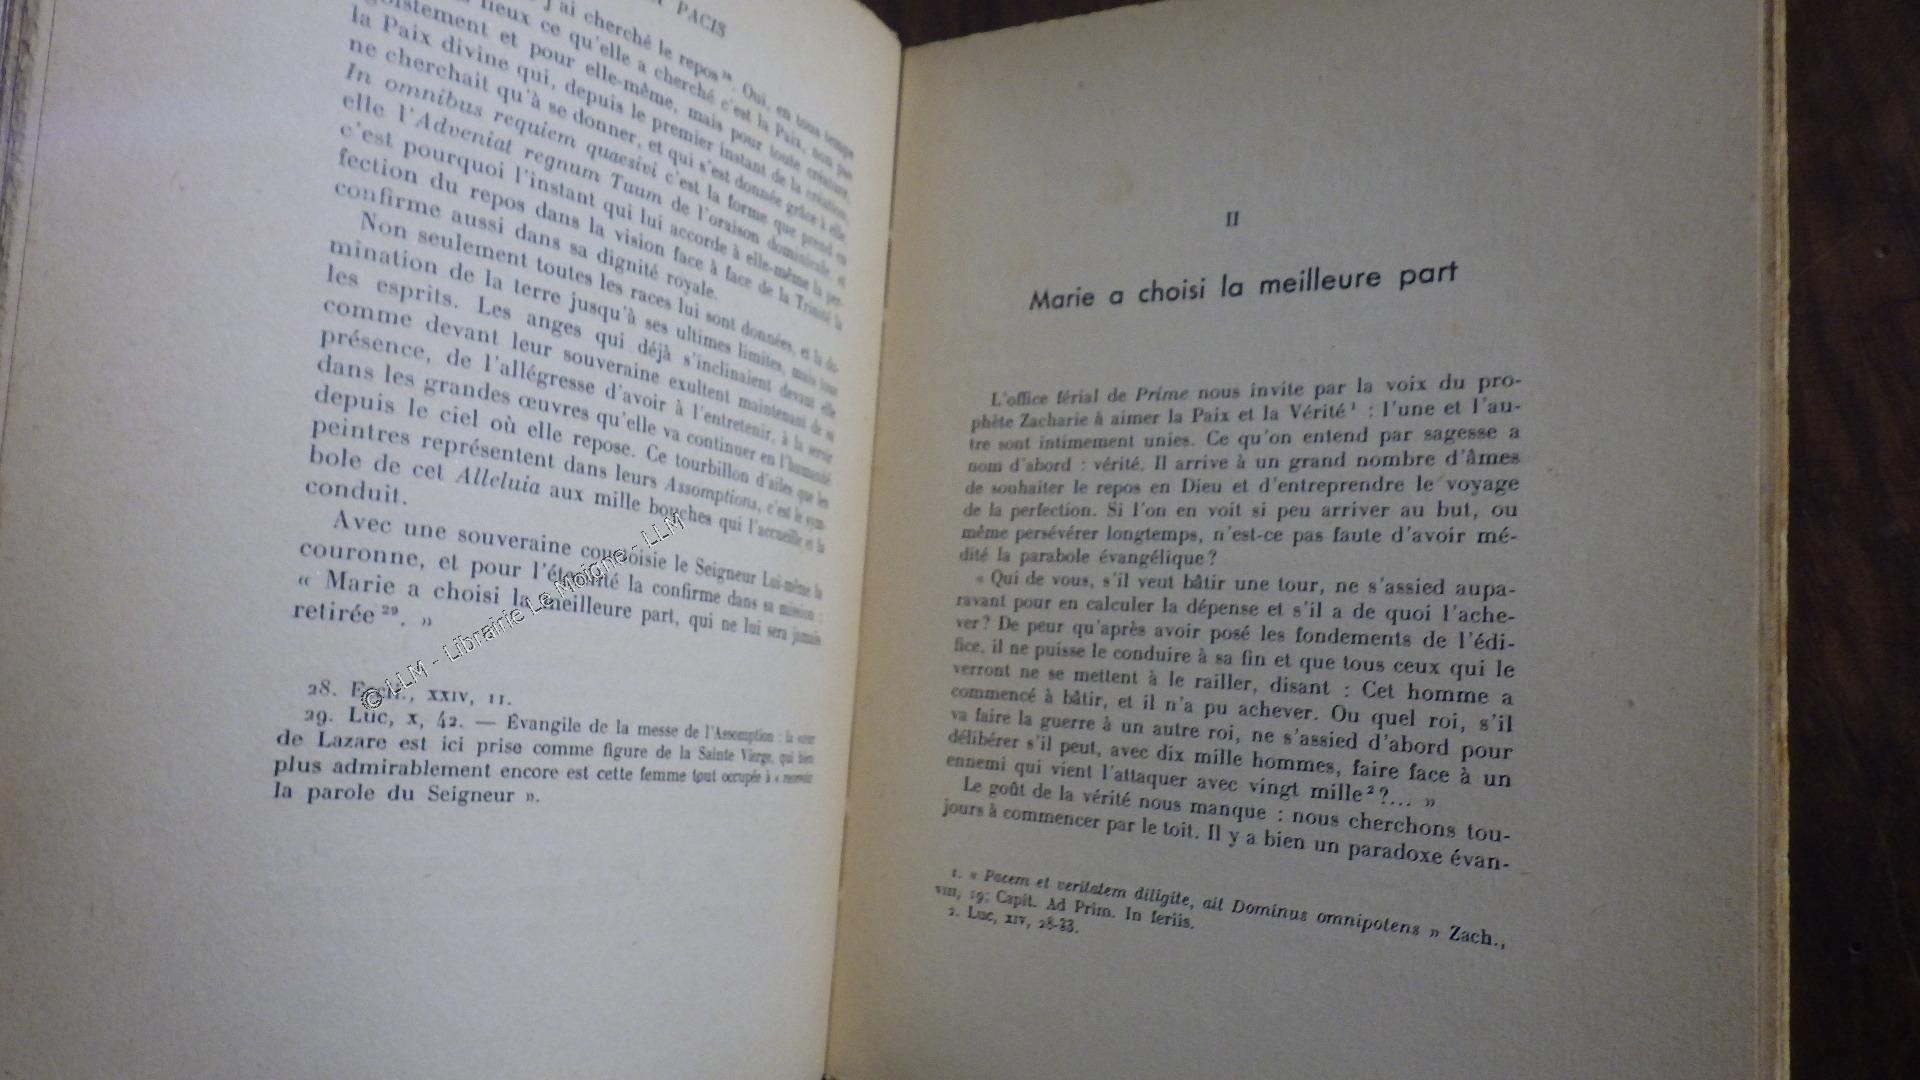 PACIS
j'ai cherché le repos ²⁸. Oui, en tous temps
lieux ce qu'elle a cherché c'est la Paix, non pas
égoïstement et pour elle-même, mais pour toute créature,
la Paix divine qui, depuis le premier instant de la création,
ne cherchait qu'à se donner, et qui s'est donnée grâce à elle.
In omnibus requiem quaesivi c'est la forme que prend en
elle l'Adveniat regnum Tuum de l'oraison dominicale, et
c'est pourquoi l'instant qui lui accorde à elle-même la per-
fection du repos dans la vision face à face de la Trinité la
confirme aussi dans sa dignité royale.
Non seulement toutes les races lui sont données, et la do-
mination de la terre jusqu'à ses ultimes limites, mais tous
les esprits. Les anges qui déjà s'inclinaient devant elle
comme devant leur souveraine exultent maintenant de sa
présence, de l'allégresse d'avoir à l'entretenir, à la servir
dans les grandes œuvres qu'elle va continuer en l'humanité
depuis le ciel où elle repose. Ce tourbillon d'ailes que les
peintres représentent dans leurs Assomptions, c'est le sym-
bole de cet Alleluia aux mille bouches qui l'accueille et la
conduit.
Avec une souveraine courtoisie le Seigneur Lui-même la
couronne, et pour l'éternité la confirme dans sa mission :
« Marie a choisi la meilleure part, qui ne lui sera jamais
retirée ²⁹. »
28. Eccli., XXIV, 11.
29. Luc, X, 42. — Évangile de la messe de l'Assomption : la sœur
de Lazare est ici prise comme figure de la Sainte Vierge, qui bien
plus admirablement encore est cette femme tout occupée à « recevoir
la parole du Seigneur ».
© LLM - Librairie Le Moigne - LLM
II
Marie a choisi la meilleure part
L'office férial de Prime nous invite par la voix du pro-
phète Zacharie à aimer la Paix et la Vérité ¹ : l'une et l'au-
tre sont intimement unies. Ce qu'on entend par sagesse a
nom d'abord : vérité. Il arrive à un grand nombre d'âmes
de souhaiter le repos en Dieu et d'entreprendre le voyage
de la perfection. Si l'on en voit si peu arriver au but, ou
même persévérer longtemps, n'est-ce pas faute d'avoir mé-
dité la parabole évangélique ?
« Qui de vous, s'il veut bâtir une tour, ne s'assied aupa-
ravant pour en calculer la dépense et s'il a de quoi l'ache-
ver ? De peur qu'après avoir posé les fondements de l'édi-
fice, il ne puisse le conduire à sa fin et que tous ceux qui le
verront ne se mettent à le railler, disant : Cet homme a
commencé à bâtir, et il n'a pu achever. Ou quel roi, s'il
va faire la guerre à un autre roi, ne s'assied d'abord pour
délibérer s'il peut, avec dix mille hommes, faire face à un
ennemi qui vient l'attaquer avec vingt mille ² ?... »
Le goût de la vérité nous manque : nous cherchons tou-
jours à commencer par le toit. Il y a bien un paradoxe évan-
1. « Pacem et veritatem diligite, ait Dominus omnipotens » Zach.,
VIII, 19; Capit. Ad Prim. In feriis.
2. Luc, XIV, 28-33.